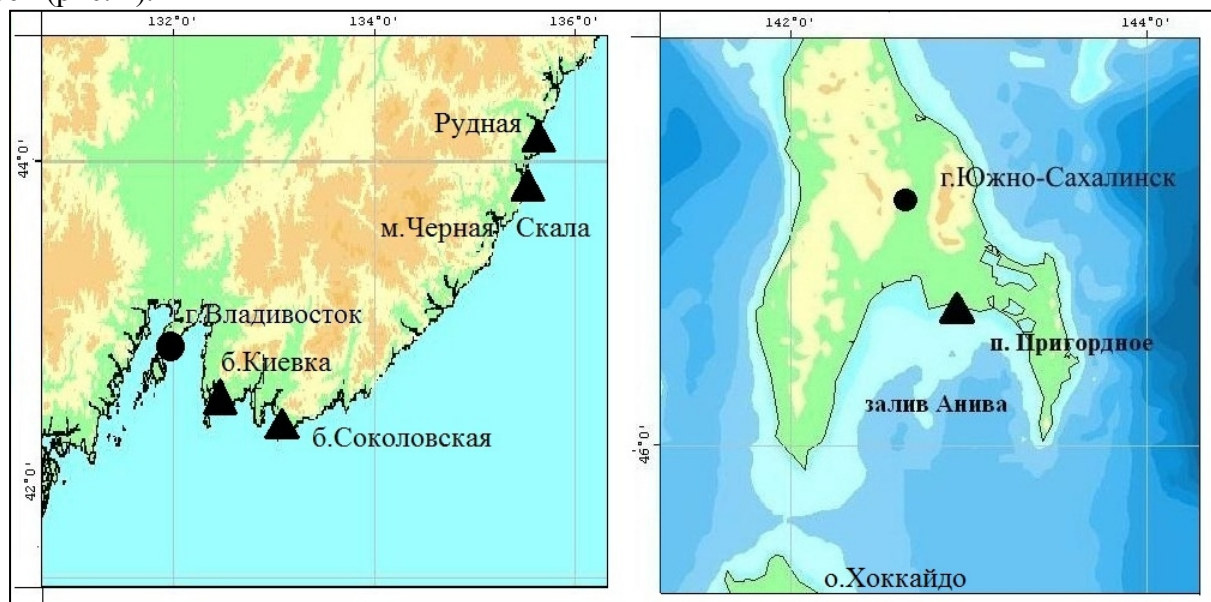 132°0' 134°0' 136°0'
Рудная
44°0'
м.Черная Скала
г.Владивосток
б.Киевка
б.Соколовская
42°0'
142°0' 144°0'
г.Южно-Сахалинск
п. Пригордное
залив Анива
46°0'
о.Хоккайдо